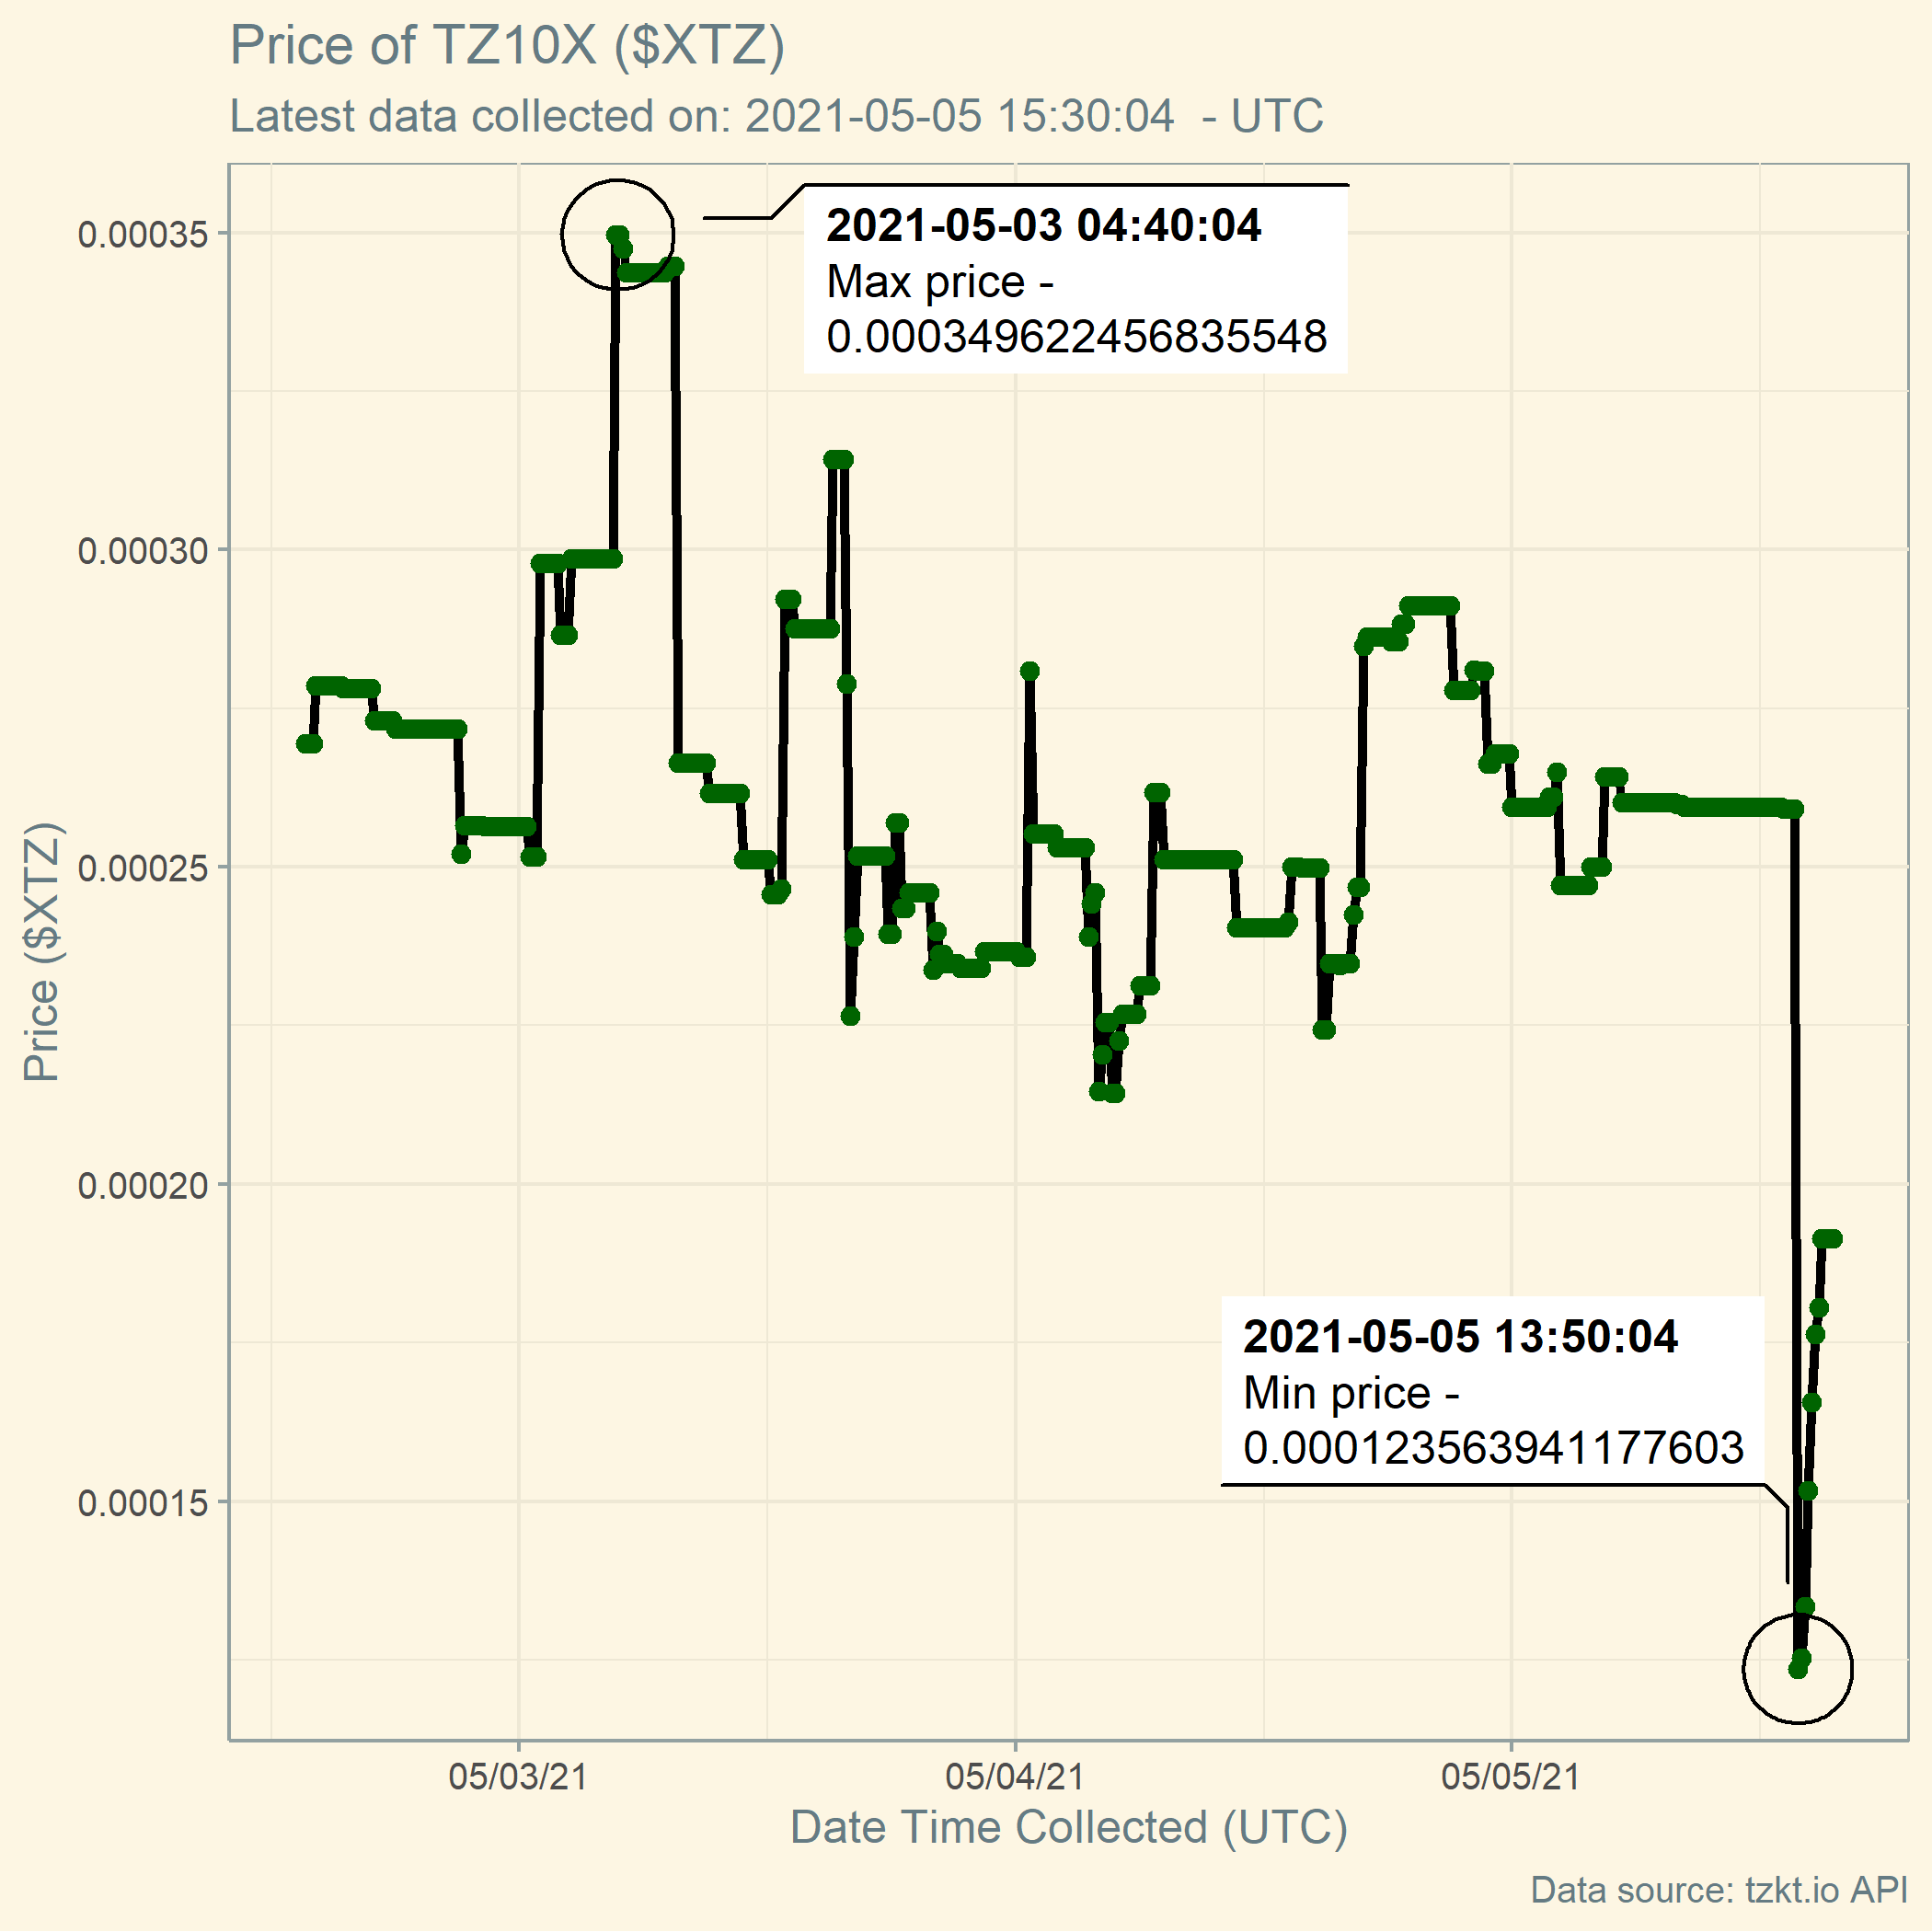 Price of TZ10X ($XTZ)
Latest data collected on: 2021-05-05 15:30:04  - UTC
2021-05-03 04:40:04
Max price -
0.000349622456835548
0.00035
0.00030
0.00025
0.00020
0.00015
Price ($XTZ)
2021-05-05 13:50:04
Min price -
0.000123563941177603
05/03/21
05/04/21
05/05/21
Date Time Collected (UTC)
Data source: tzkt.io API